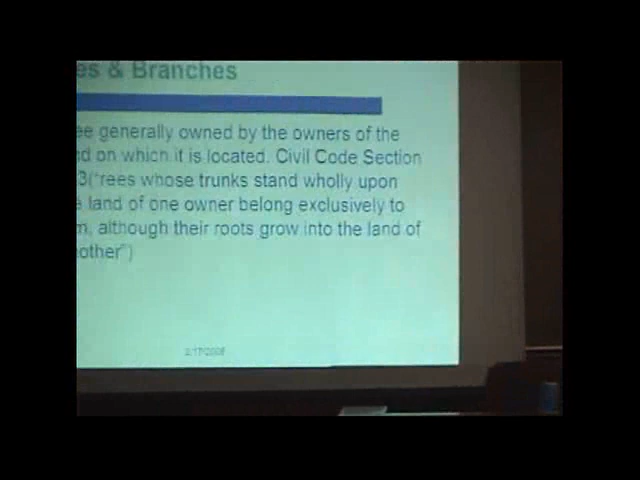 es & Branches
ee generally owned by the owners of the
d on which it is located. Civil Code Section
3("rees whose trunks stand wholly upon
land of one owner belong exclusively to
m, although their roots grow into the land of
other")